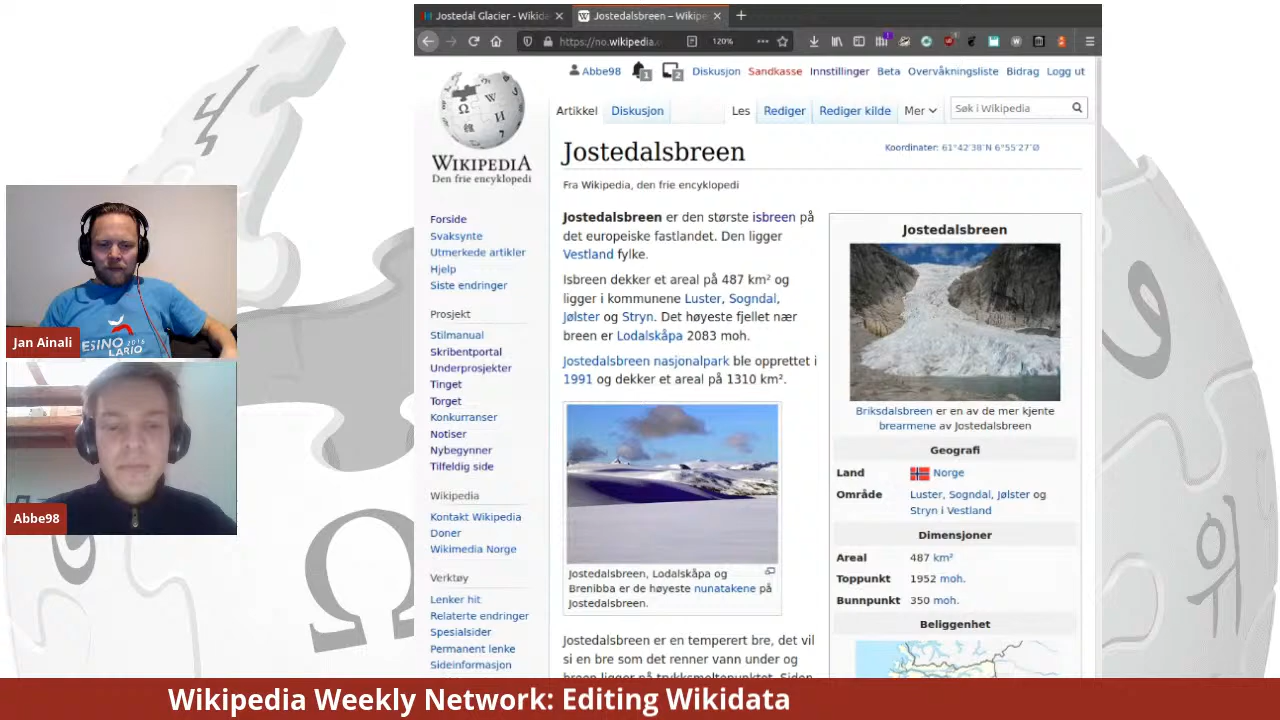 Jostedal Glacier - Wikida
Jostedalsbreen – Wikipe
https://no.wikipedia.o
120%
Abbe98
1
2
Diskusjon
Sandkasse
Innstillinger
Beta
Overvåkningsliste
Bidrag
Logg ut
Artikkel
Diskusjon
Les
Rediger
Rediger kilde
Mer
Søk i Wikipedia
WIKIPEDIA
Den frie encyklopedi
Jostedalsbreen
Koordinater: 61°42′38″N 6°55′27″Ø
Fra Wikipedia, den frie encyklopedi
Forside
Svaksynte
Utmerkede artikler
Hjelp
Siste endringer
Prosjekt
Stilmanual
Skribentportal
Underprosjekter
Tinget
Torget
Konkurranser
Notiser
Nybegynner
Tilfeldig side
Wikipedia
Kontakt Wikipedia
Doner
Wikimedia Norge
Verktøy
Lenker hit
Relaterte endringer
Spesialsider
Permanent lenke
Sideinformasjon
Jostedalsbreen er den største isbreen på
det europeiske fastlandet. Den ligger
Vestland fylke.
Isbreen dekker et areal på 487 km² og
ligger i kommunene Luster, Sogndal,
Jølster og Stryn. Det høyeste fjellet nær
breen er Lodalskåpa 2083 moh.
Jostedalsbreen nasjonalpark ble opprettet i
1991 og dekker et areal på 1310 km².
Jostedalsbreen, Lodalskåpa og
Brenibba er de høyeste nunatakene på
Jostedalsbreen.
Jostedalsbreen er en temperert bre, det vil
si en bre som det renner vann under og
Jostedalsbreen
Briksdalsbreen er en av de mer kjente
brearmene av Jostedalsbreen
Geografi
Land Norge
Område Luster, Sogndal, Jølster og
Stryn i Vestland
Dimensjoner
Areal 487 km²
Toppunkt 1952 moh.
Bunnpunkt 350 moh.
Beliggenhet
Jan Ainali
ESINO 2016
LARIO
Abbe98
Wikipedia Weekly Network: Editing Wikidata